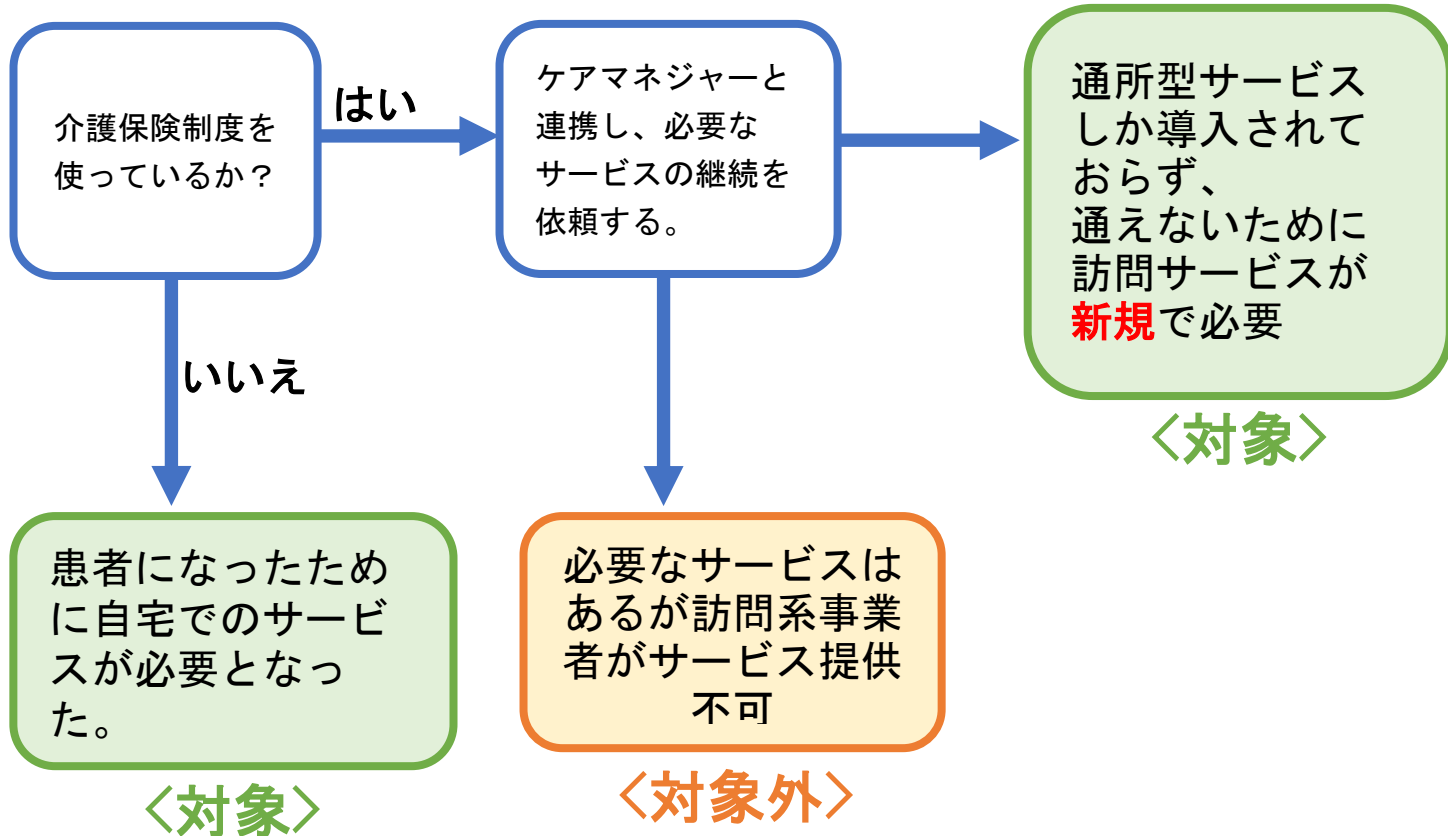 介護保険制度を
使っているか？
はい
ケアマネジャーと
連携し、必要な
サービスの継続を
依頼する。
通所型サービス
しか導入されて
おらず、
通えないために
訪問サービスが
新規で必要
<対象>
いいえ
患者になったため
に自宅でのサービ
スが必要となっ
た。
<対象>
必要なサービスは
あるが訪問系事業
者がサービス提供
不可
<対象外>